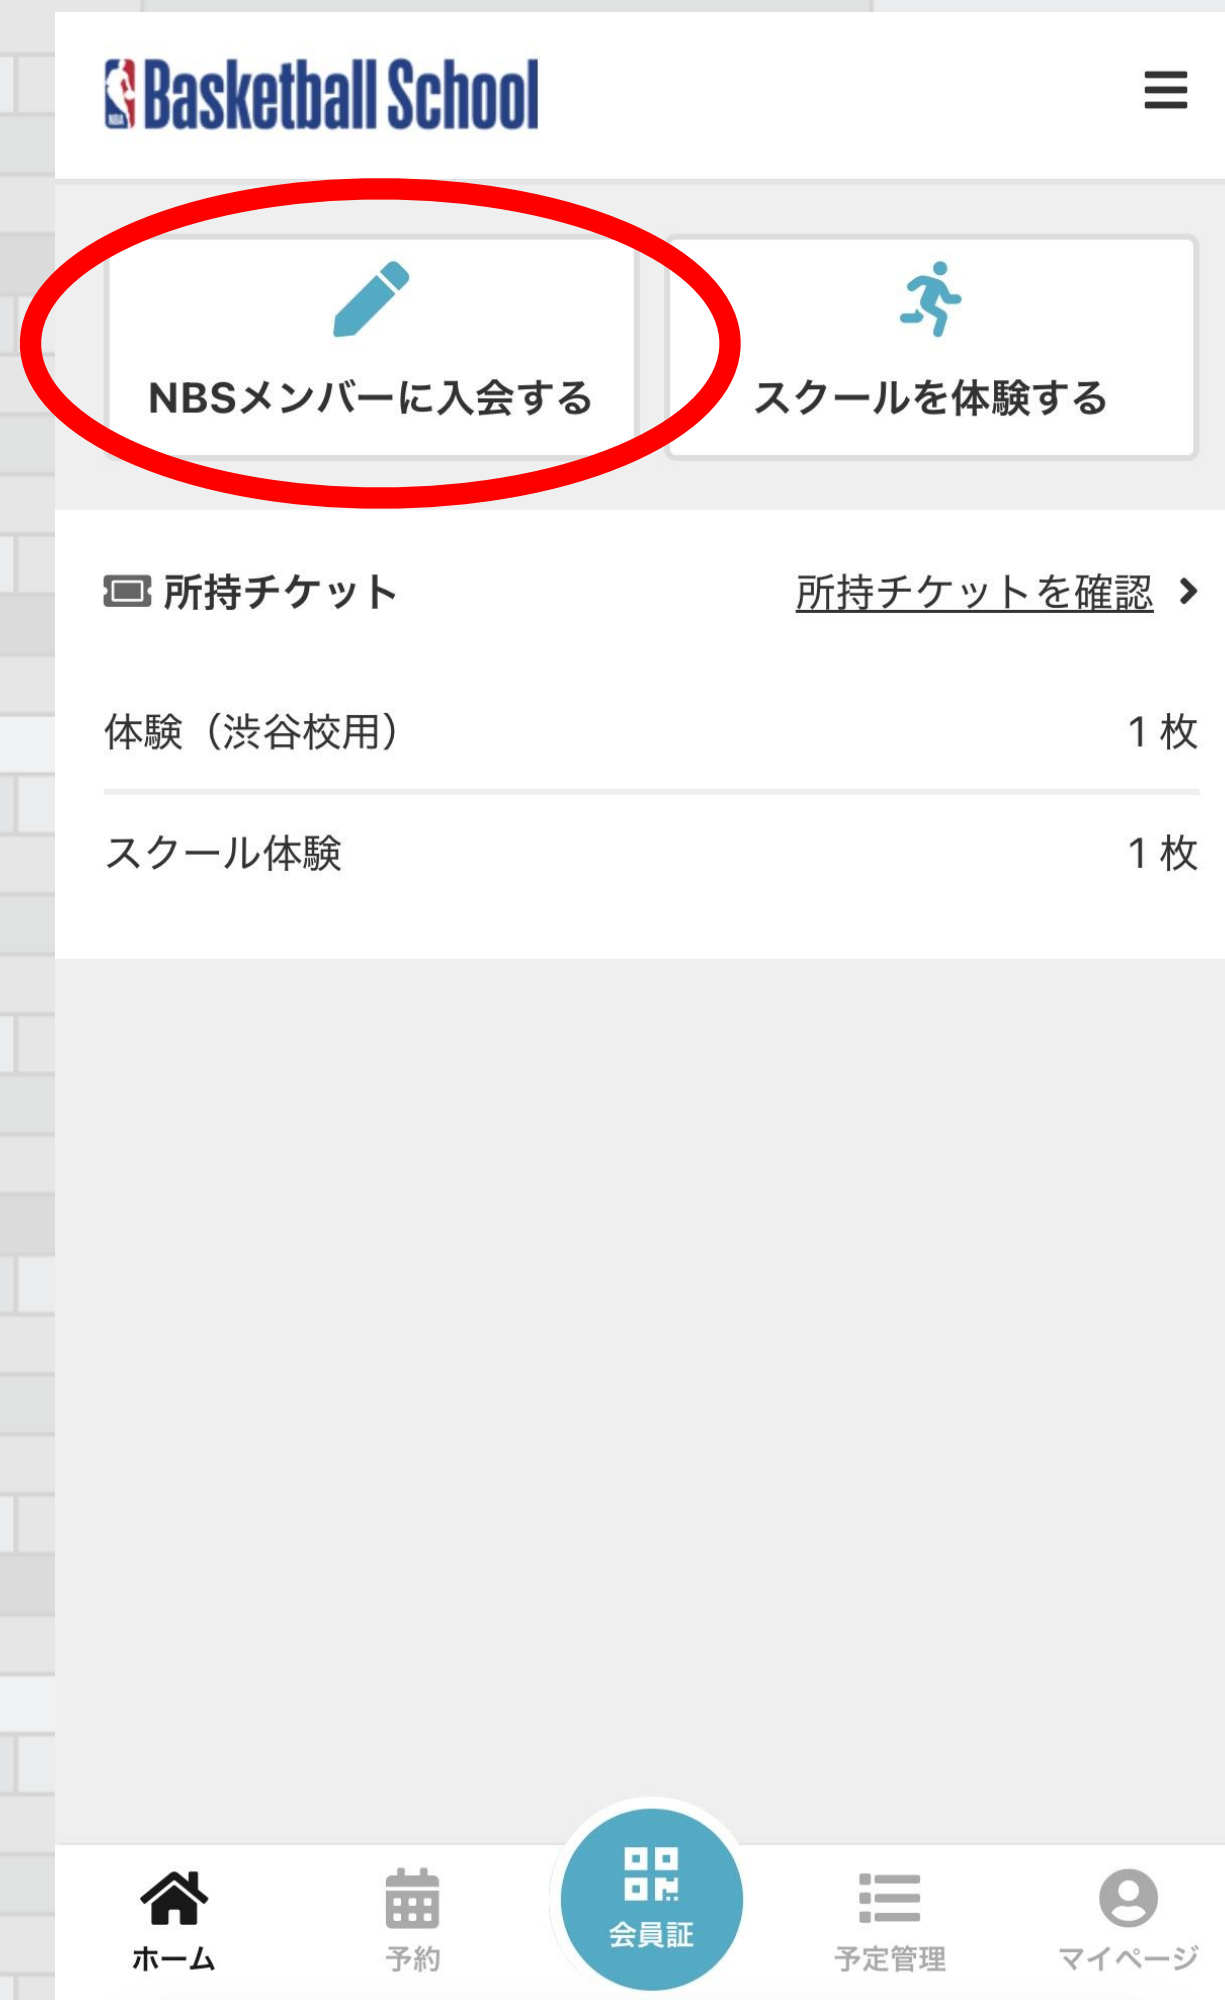 NBA Basketball School
NBSメンバーに入会する
スクールを体験する
所持チケット
所持チケットを確認
体験（渋谷校用）
1 枚
スクール体験
1 枚
ホーム
予約
会員証
予定管理
マイページ